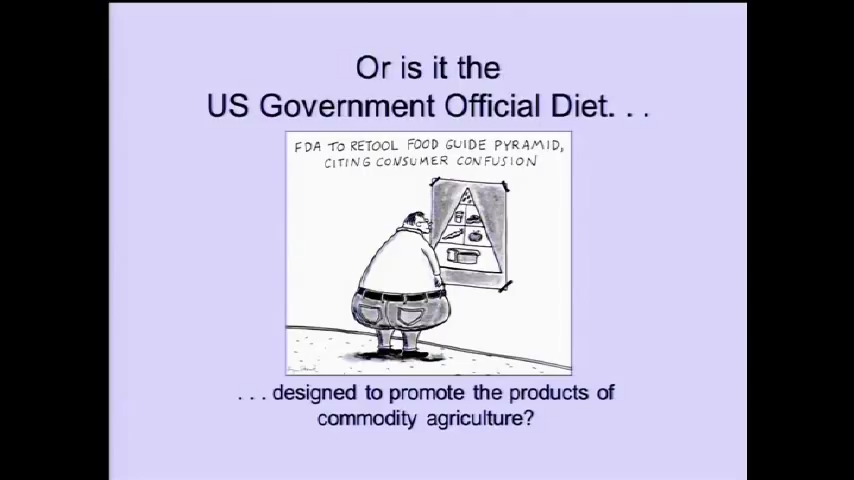 Or is it the
US Government Official Diet. . .
FDA TO RETOOL FOOD GUIDE PYRAMID,
CITING CONSUMER CONFUSION
. . . designed to promote the products of
commodity agriculture?